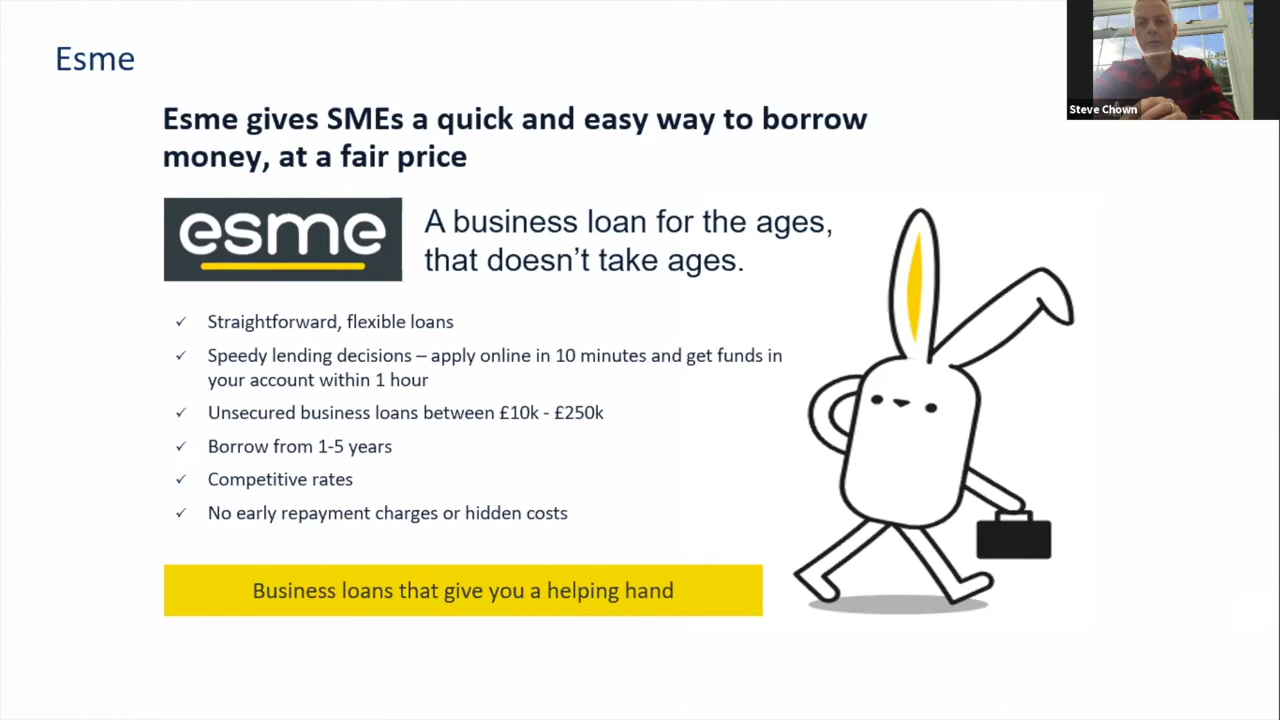 Esme
Steve Chown
Esme gives SMEs a quick and easy way to borrow
money, at a fair price
esme
A business loan for the ages,
that doesn’t take ages.
✓ Straightforward, flexible loans
✓ Speedy lending decisions – apply online in 10 minutes and get funds in
your account within 1 hour
✓ Unsecured business loans between £10k - £250k
✓ Borrow from 1-5 years
✓ Competitive rates
✓ No early repayment charges or hidden costs
Business loans that give you a helping hand